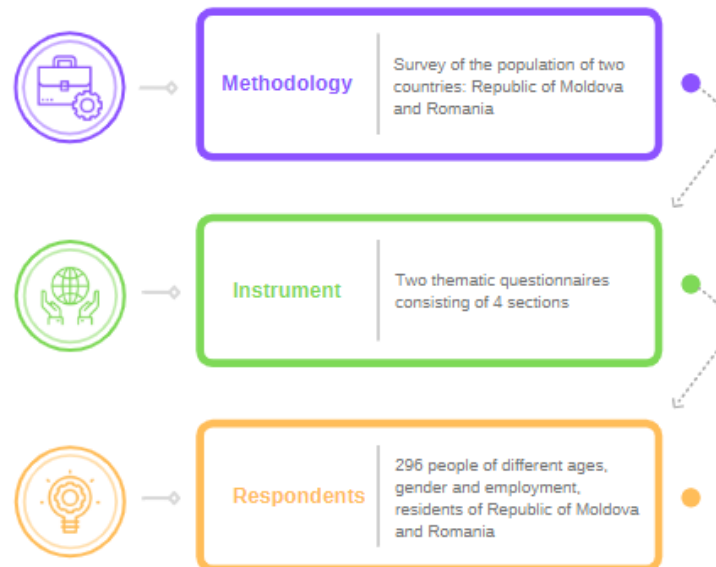 Methodology
Survey of the population of two
countries: Republic of Moldova
and Romania
Instrument
Two thematic questionnaires
consisting of 4 sections
Respondents
296 people of different ages,
gender and employment,
residents of Republic of Moldova
and Romania